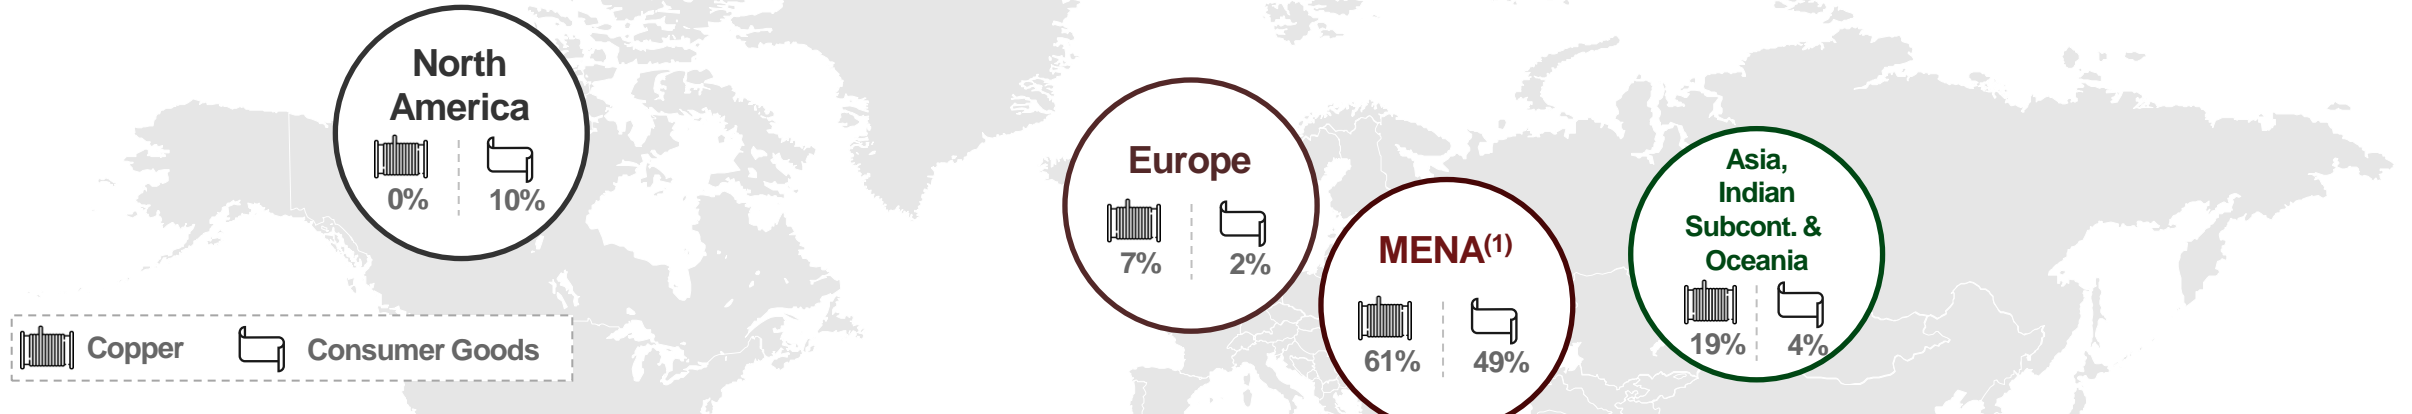 North
America
0% 10%
Europe
7% 2%
MENA(1)
61% 49%
Asia,
Indian
Subcont. &
Oceania
19% 4%
Copper Consumer Goods